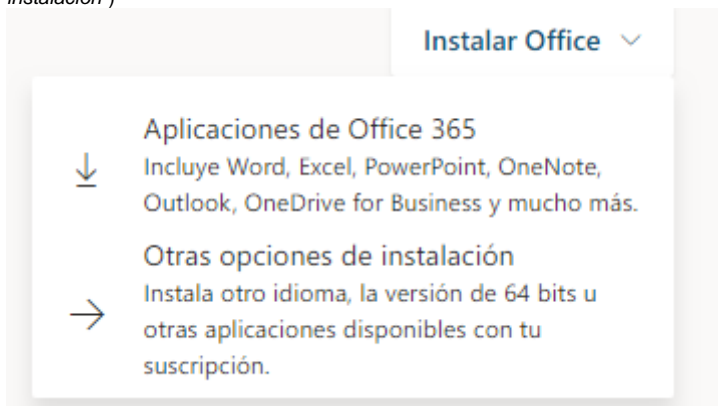 instalación")
Instalar Office
Aplicaciones de Office 365
Incluye Word, Excel, PowerPoint, OneNote,
Outlook, OneDrive for Business y mucho más.
Otras opciones de instalación
Instala otro idioma, la versión de 64 bits u
otras aplicaciones disponibles con tu
suscripción.